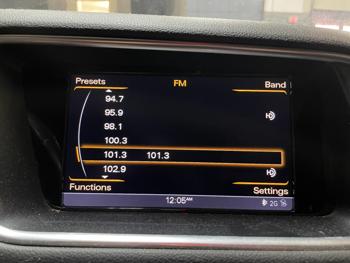 Presets FM Band
94.7
95.9
98.1
100.3
101.3 101.3
102.9
Functions Settings
12:05AM 2G